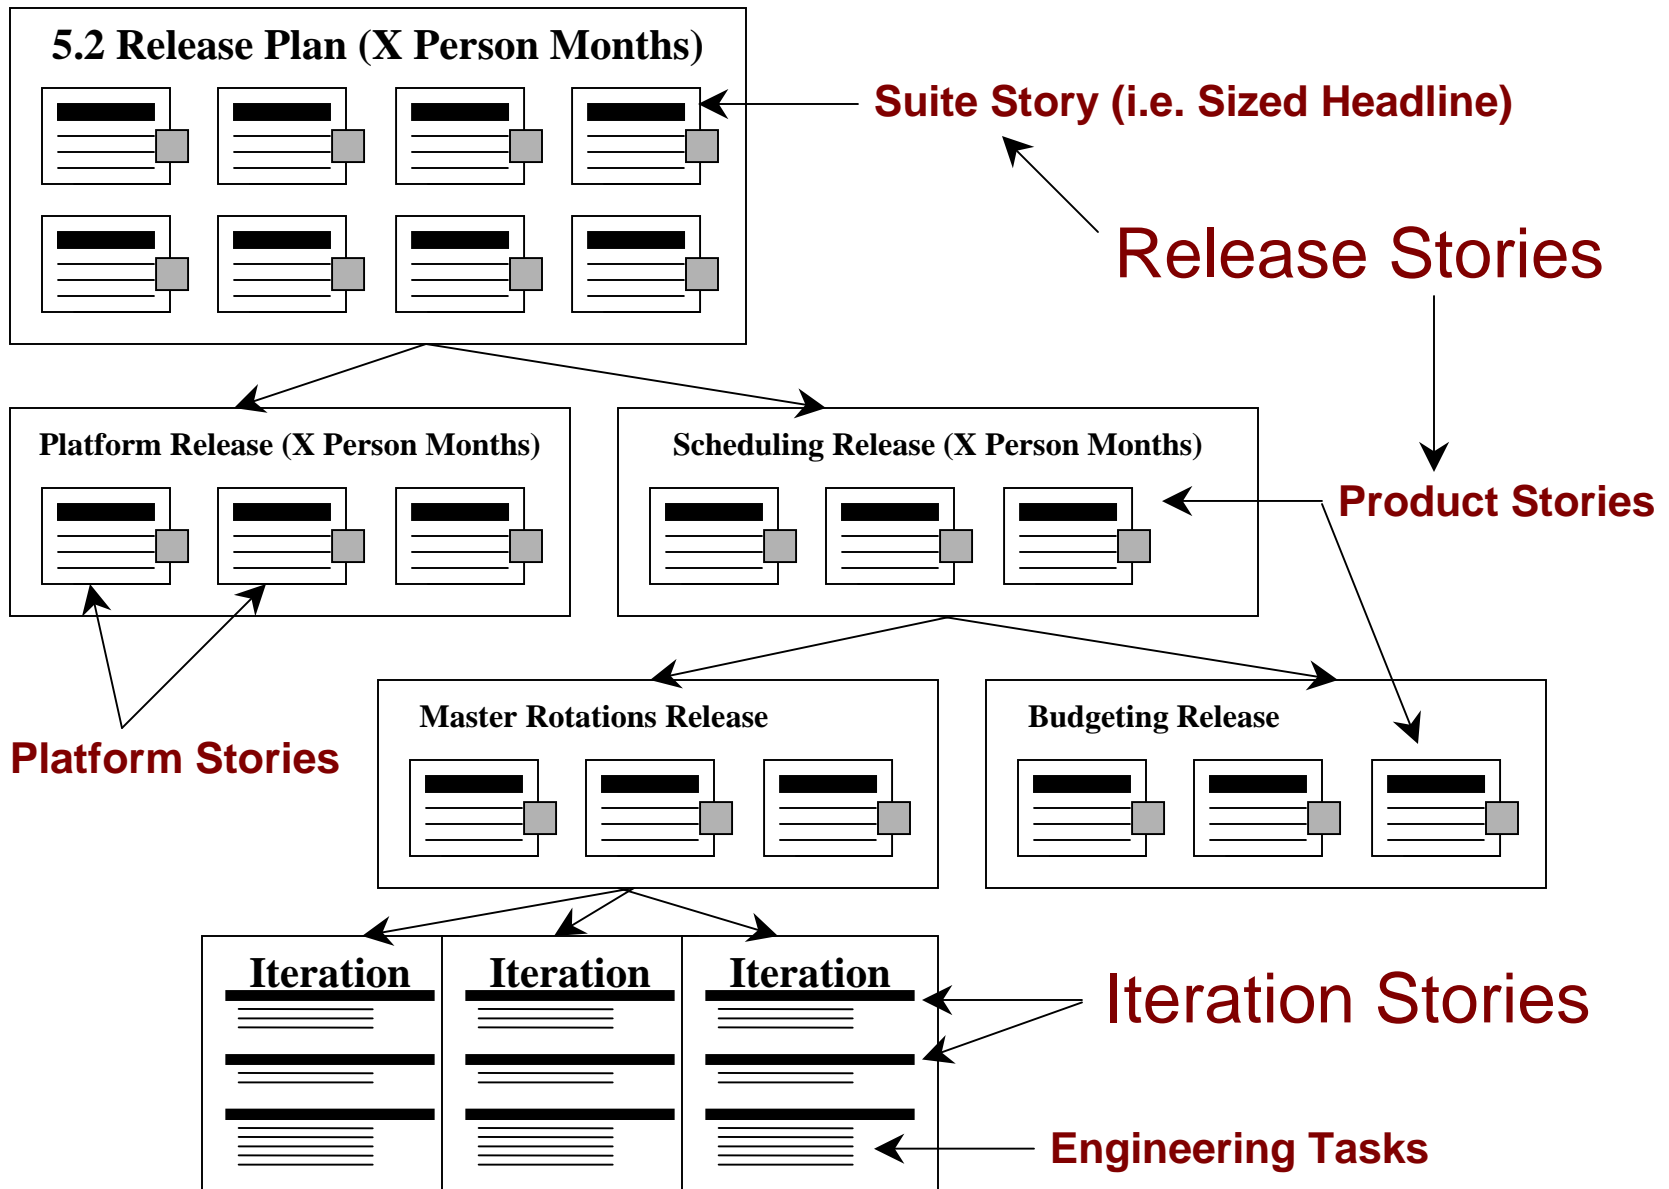 5.2 Release Plan (X Person Months)
Suite Story (i.e. Sized Headline)
Release Stories
Platform Release (X Person Months)
Scheduling Release (X Person Months)
Product Stories
Master Rotations Release
Budgeting Release
Platform Stories
Iteration
Iteration
Iteration
Iteration Stories
Engineering Tasks